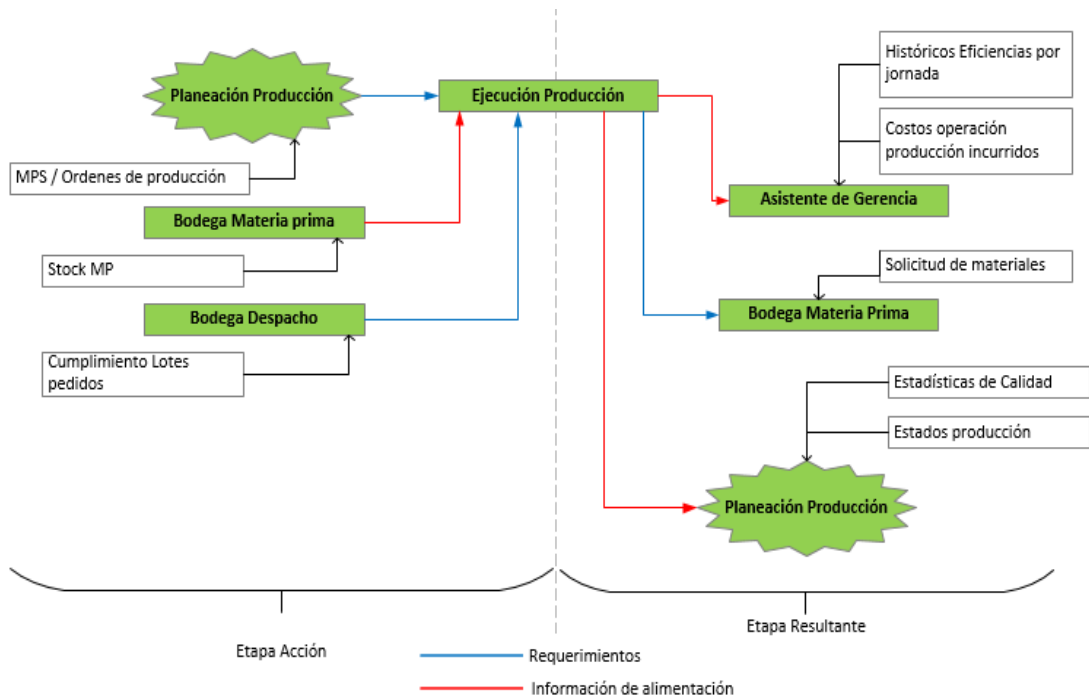 Planeación Producción
MPS / Ordenes de producción
Bodega Materia prima
Stock MP
Bodega Despacho
Cumplimiento Lotes
pedidos
Ejecución Producción
Históricos Eficiencias por
jornada
Costos operación
producción incurridos
Asistente de Gerencia
Solicitud de materiales
Bodega Materia Prima
Estadísticas de Calidad
Estados producción
Planeación Producción
Etapa Acción
Etapa Resultante
Requerimientos
Información de alimentación